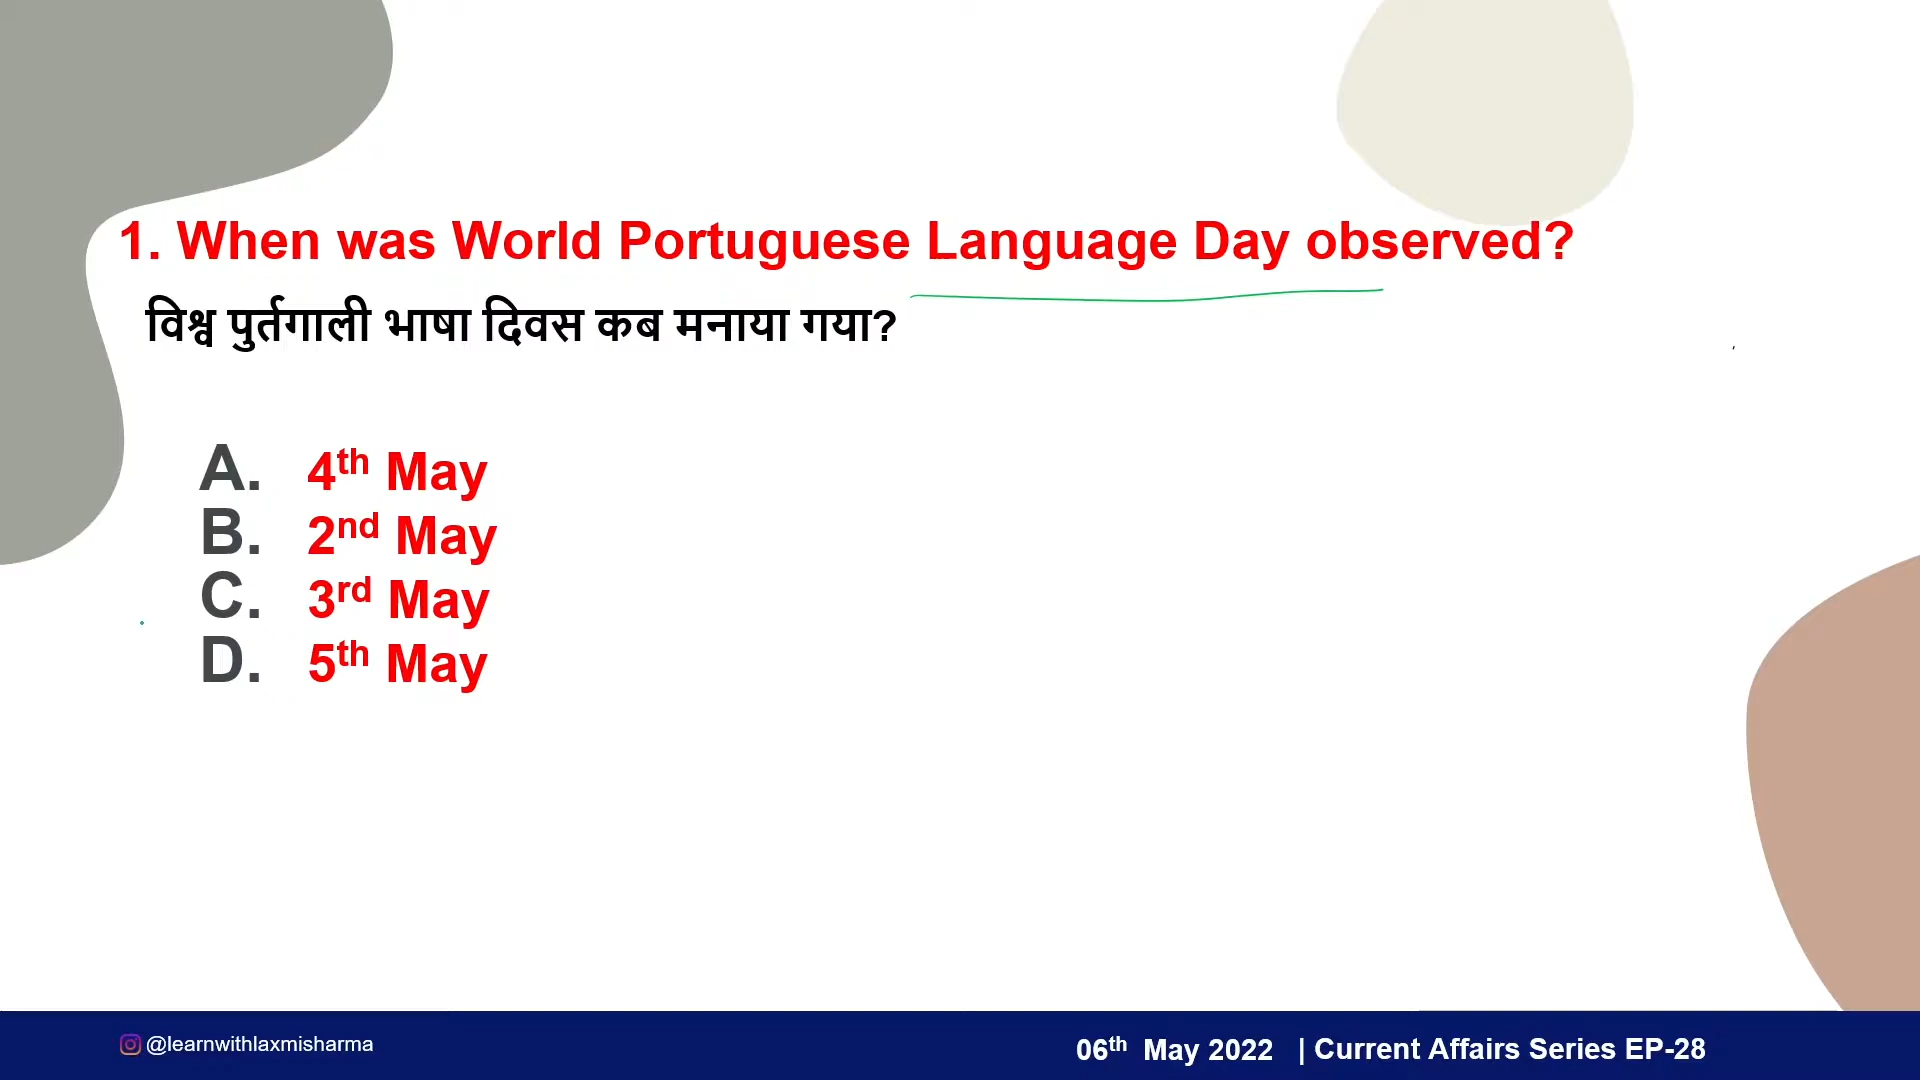 1. When was World Portuguese Language Day observed?
विश्व पुर्तगाली भाषा दिवस कब मनाया गया?
A. 4th May
B. 2nd May
C. 3rd May
D. 5th May
@learnwithlaxmisharma
06th May 2022 | Current Affairs Series EP-28